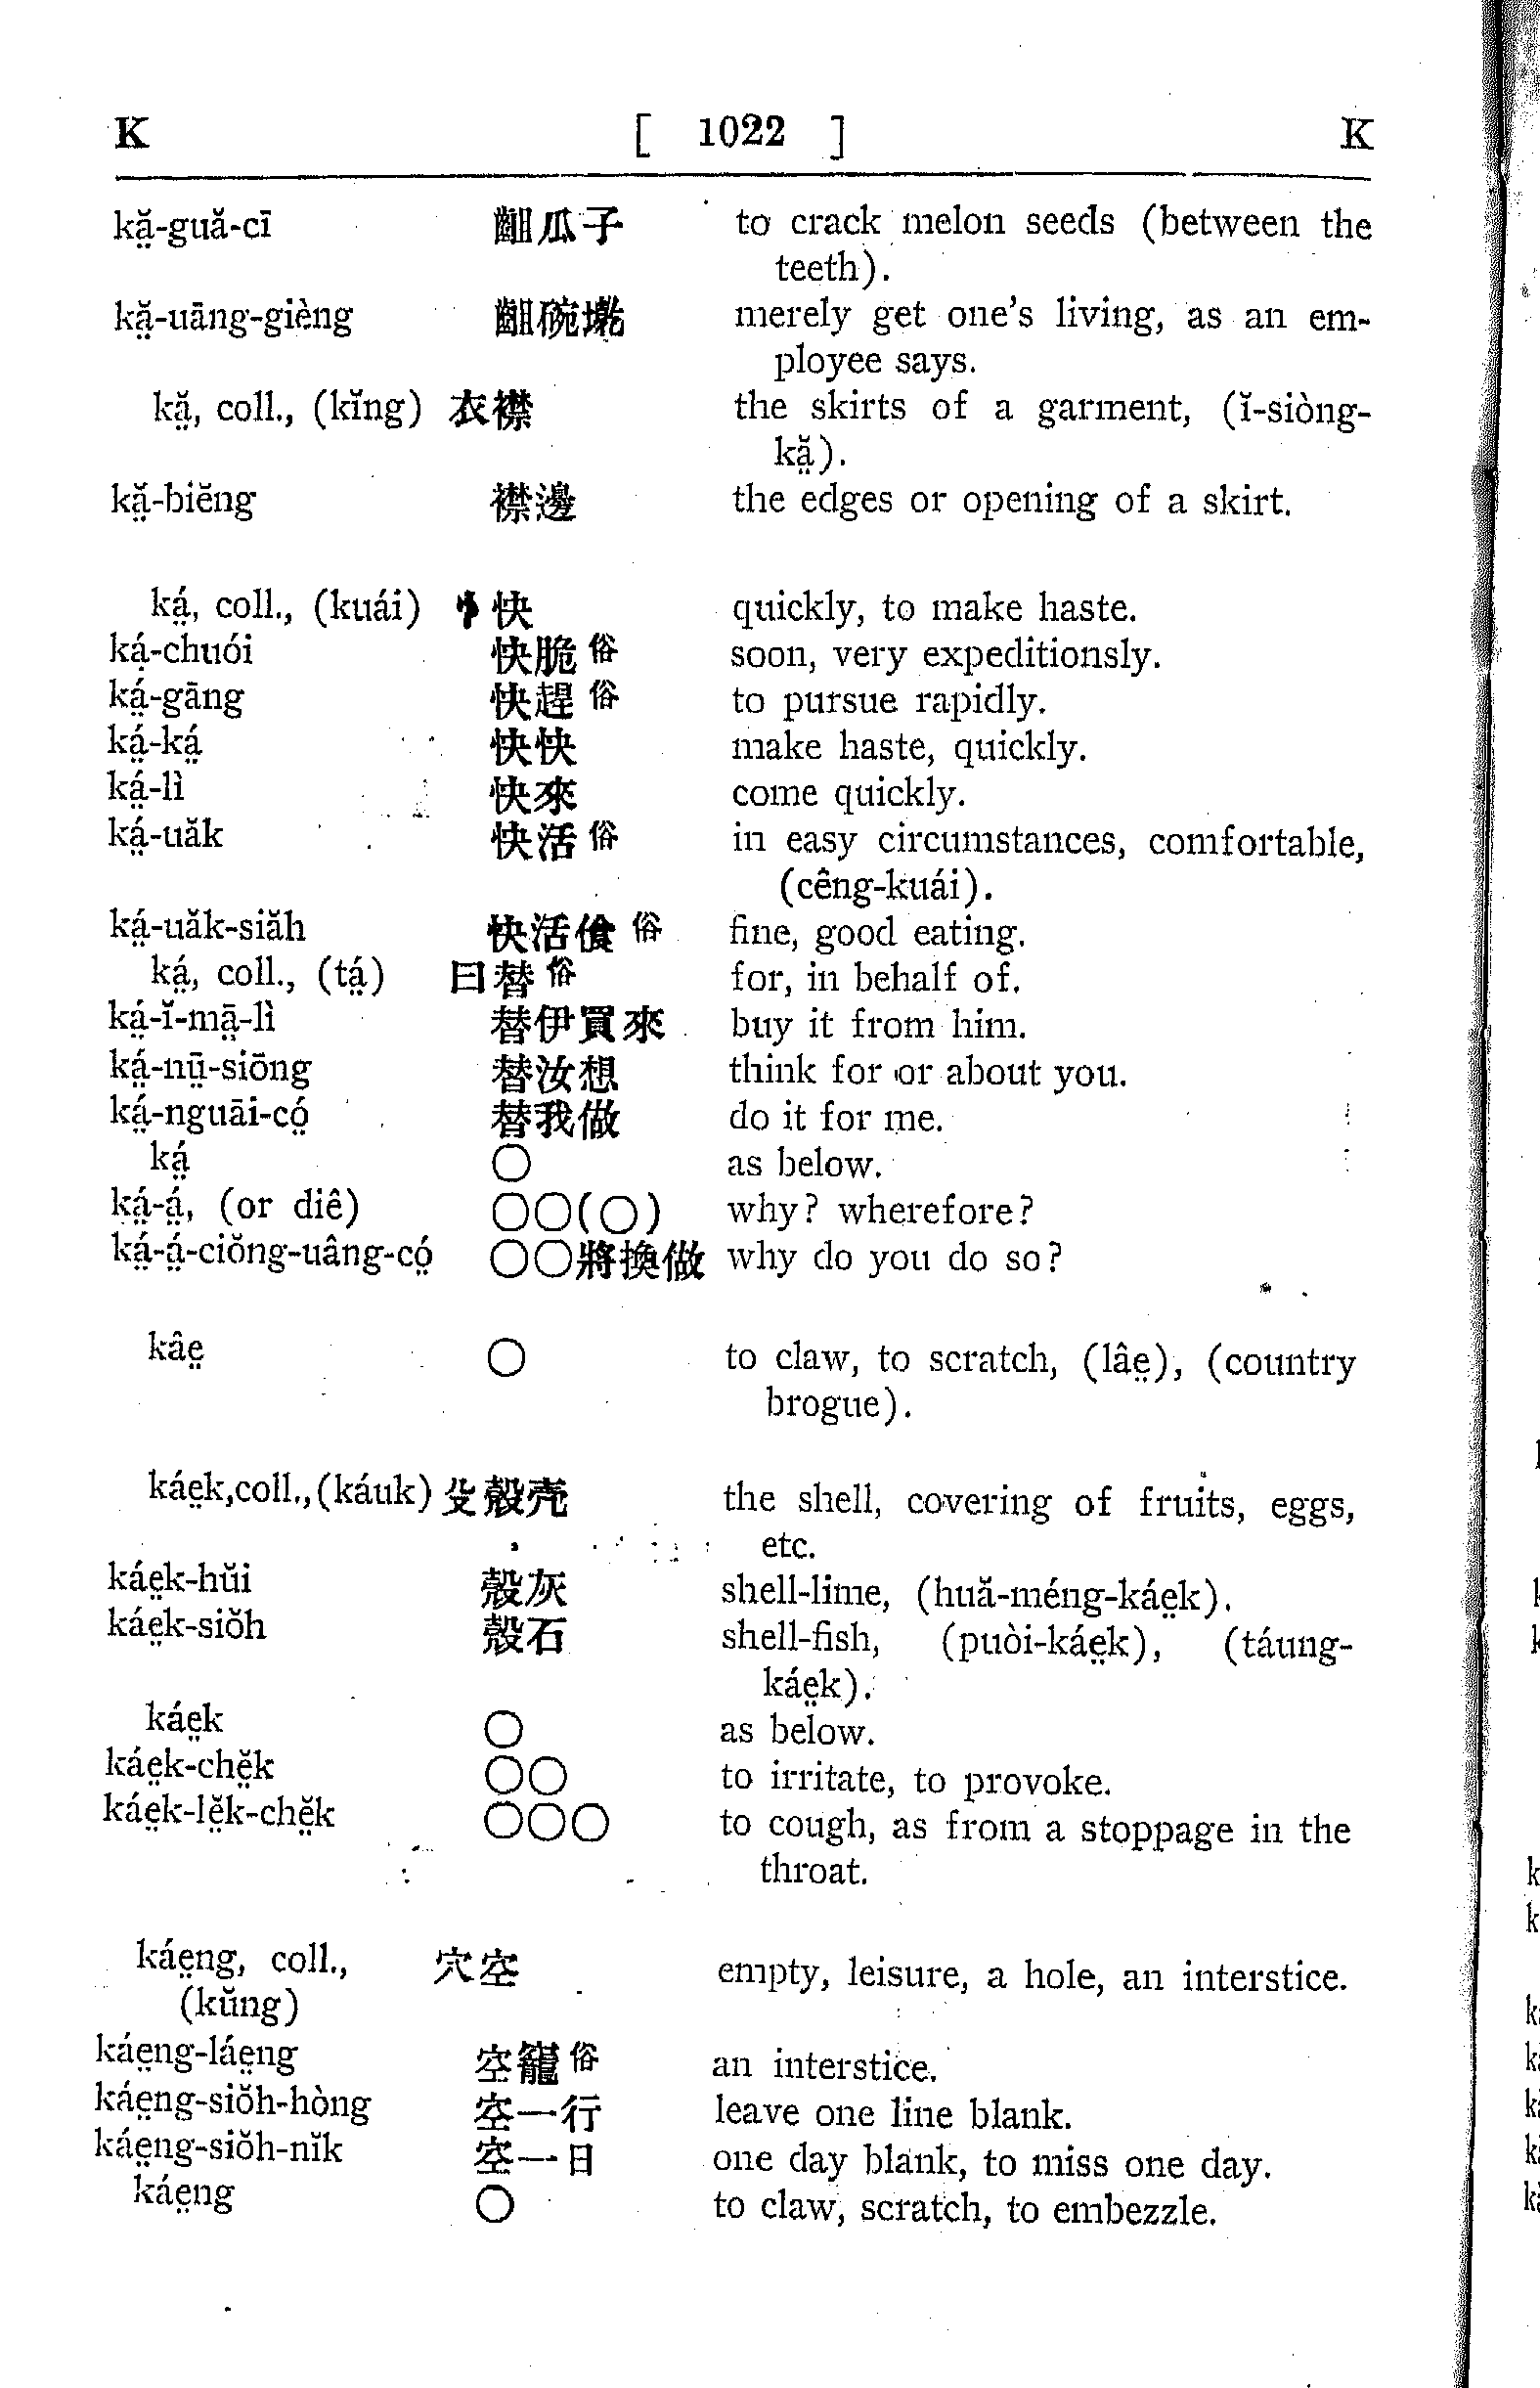 K [ 1022 ] K
kă̤-guă-cī 齟瓜子 to crack melon seeds (between the
teeth).
kă̤-uāng-gièng 齟碗墘 merely get one's living, as an em-
ployee says.
kă̤, coll., (kĭng) 衣襟 the skirts of a garment, (ĭ-siòng-
kă̤).
kă̤-biĕng 襟邊 the edges or opening of a skirt.
ká̤, coll., (kuái) 忄快 quickly, to make haste.
ká̤-chuói 快脆俗 soon, very expeditionsly.
ká̤-gāng 快趕俗 to pursue rapidly.
ká̤-ká̤ 快快 make haste, quickly.
ká̤-lì 快來 come quickly.
ká̤-uăk 快活俗 in easy circumstances, comfortable,
(cêng-kuái).
ká̤-uăk-siăh 快活飠俗 fine, good eating.
ká̤, coll., (tá̤) 曰替俗 for, in behalf of.
ká̤-ĭ-mā̤-lì 替伊買來 buy it from him.
ká̤-nṳ̄-siōng 替汝想 think for or about you.
ká̤-nguāi-có̤ 替我做 do it for me.
ká̤ ○ as below.
ká̤-á̤, (or diê) ○○(○) why? wherefore?
ká̤-á̤-ciŏng-uâng-có̤ ○○將換做 why do you do so?
kâe̤ ○ to claw, to scratch, (lâe̤), (country
brogue).
káe̤k,coll.,(káuk) 殳殼壳 the shell, covering of fruits, eggs,
etc.
káe̤k-hŭi 殼灰 shell-lime, (huă-méng-káe̤k).
káe̤k-siŏh 殼石 shell-fish, (puòi-káe̤k), (táung-
káe̤k).
káe̤k ○ as below.
káe̤k-chĕ̤k ○○ to irritate, to provoke.
káe̤k-lĕ̤k-chĕ̤k ○○○ to cough, as from a stoppage in the
throat.
káe̤ng, coll., 穴空 empty, leisure, a hole, an interstice.
(kŭng)
káe̤ng-láe̤ng 空寵俗 an interstice.
káe̤ng-siŏh-hòng 空一行 leave one line blank.
káe̤ng-siŏh-nĭk 空一日 one day blank, to miss one day.
káe̤ng ○ to claw, scratch, to embezzle.